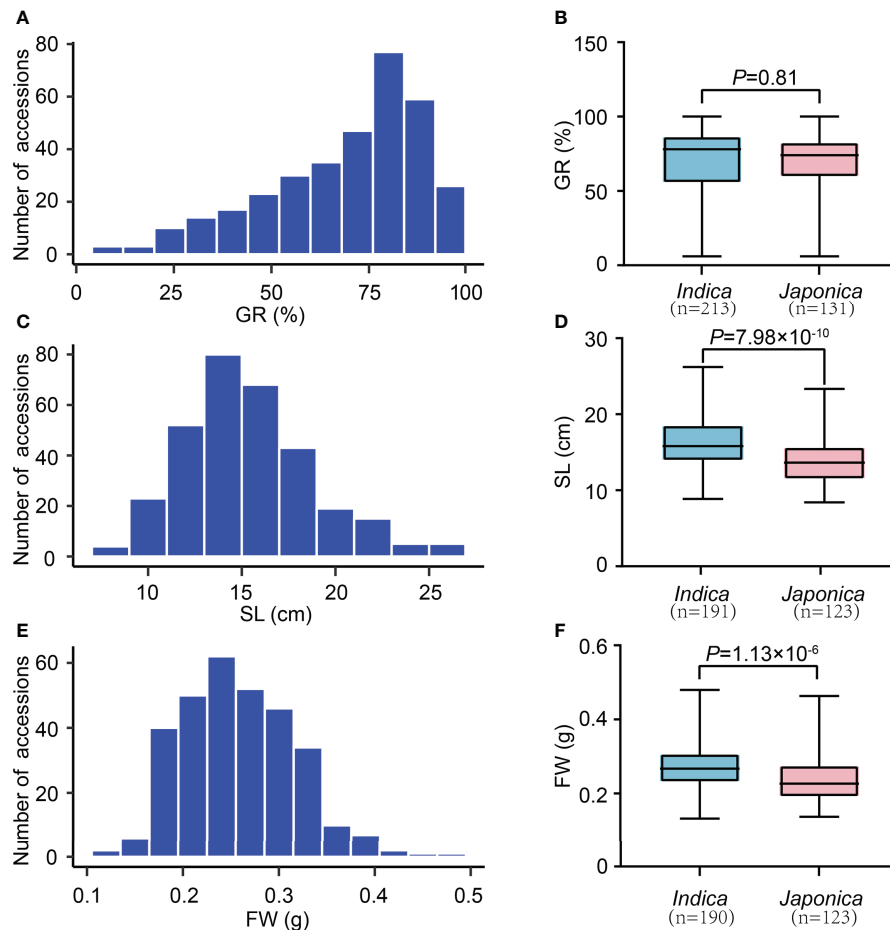 A
Number of accessions
80
60
40
20
0
0 25 50 75 100
GR (%)
B
GR (%)
150
100
50
0
P=0.81
Indica Japonica
(n=213) (n=131)
C
Number of accessions
80
60
40
20
0
10 15 20 25
SL (cm)
D
SL (cm)
30
20
10
0
P=7.98×10⁻¹⁰
Indica Japonica
(n=191) (n=123)
E
Number of accessions
60
40
20
0
0.1 0.2 0.3 0.4 0.5
FW (g)
F
FW (g)
0.6
0.4
0.2
0
P=1.13×10⁻⁶
Indica Japonica
(n=190) (n=123)